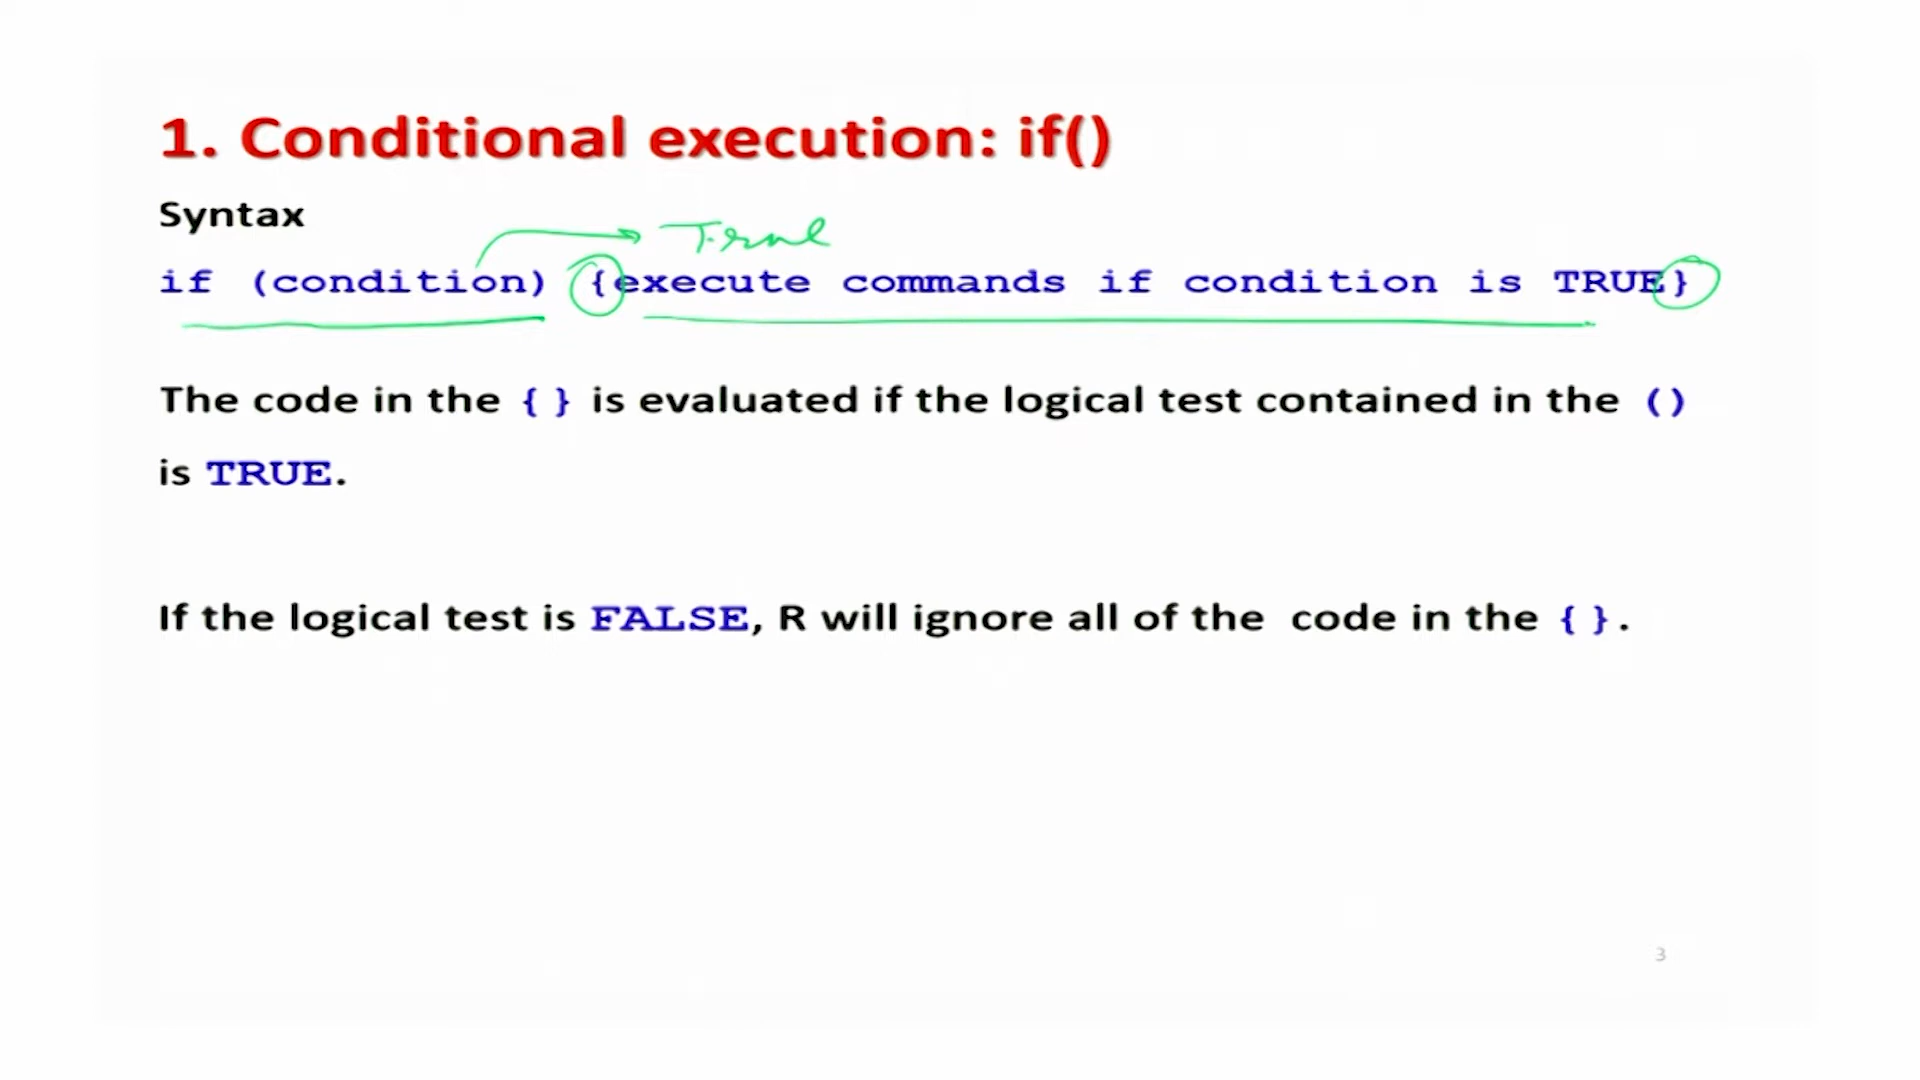 1. Conditional execution: if()
Syntax
True
if (condition) {execute commands if condition is TRUE}
The code in the { } is evaluated if the logical test contained in the ()
is TRUE.
If the logical test is FALSE, R will ignore all of the code in the { }.
3